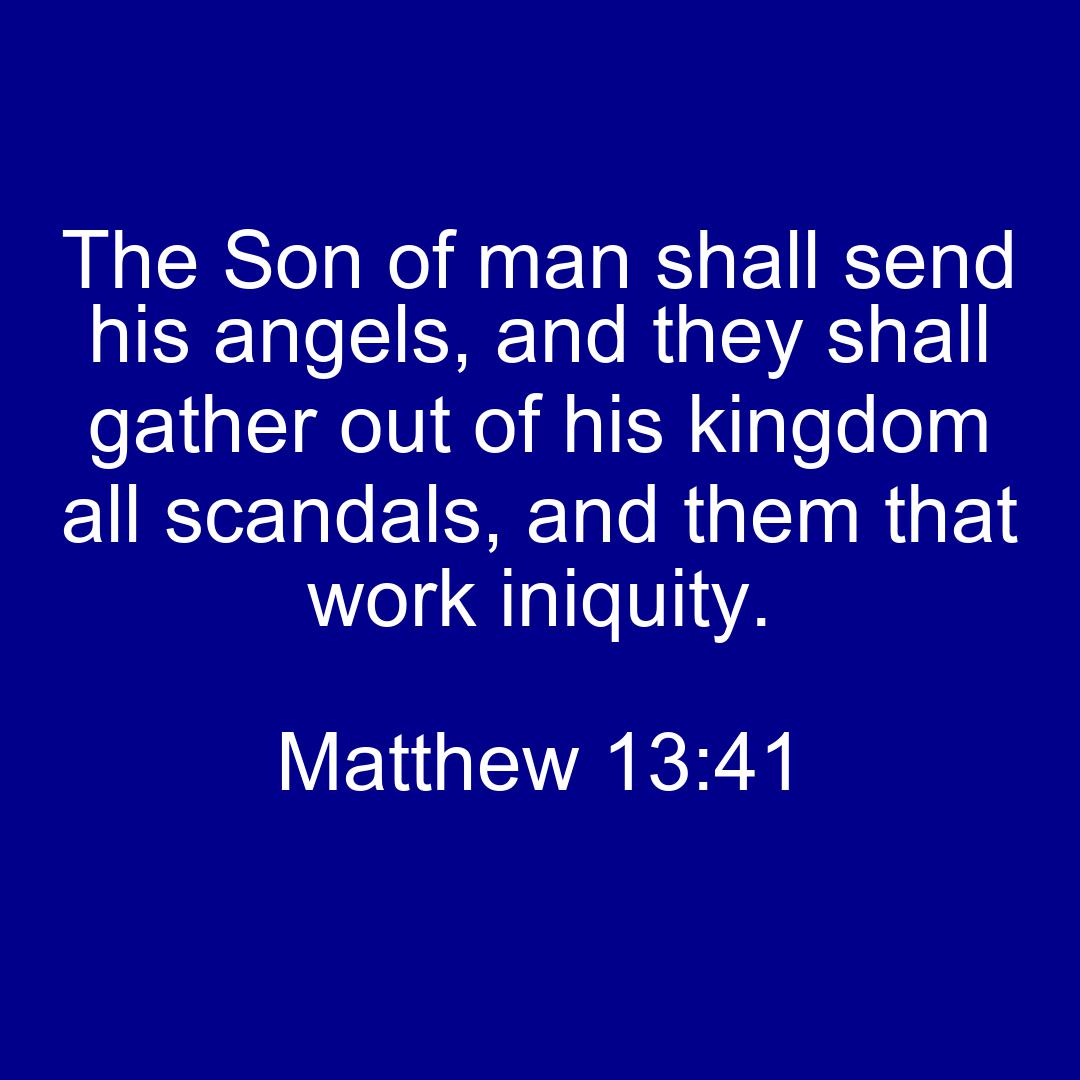 The Son of man shall send
his angels, and they shall
gather out of his kingdom
all scandals, and them that
work iniquity.
Matthew 13:41